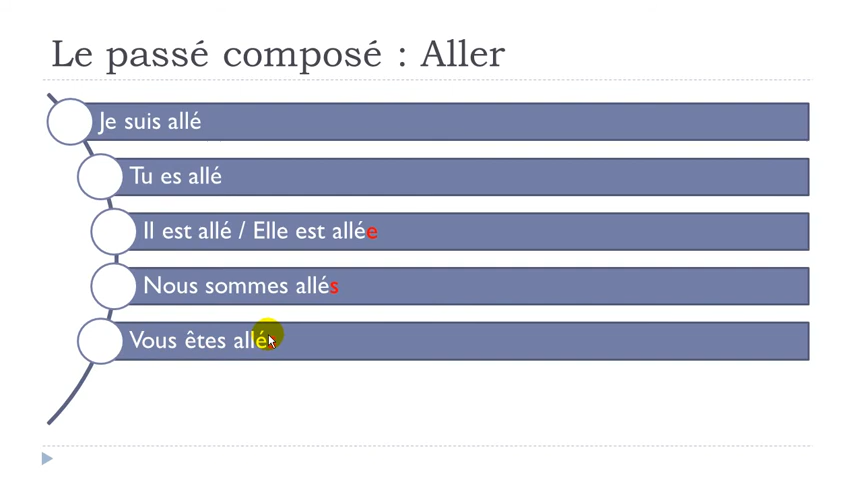 Le passé composé : Aller
Je suis allé
Tu es allé
Il est allé / Elle est allée
Nous sommes allés
Vous êtes